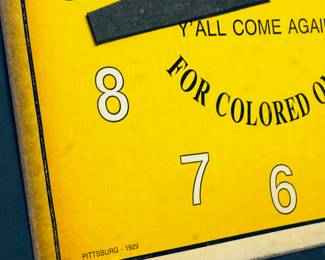 Y'ALL COME AGAI
FOR COLORED O
8
7
6
PITTSBURG - 1929